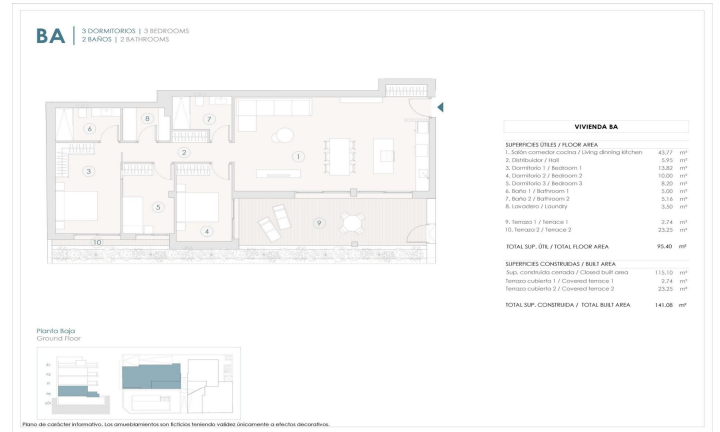 BA
3 DORMITORIOS | 3 BEDROOMS
2 BAÑOS | 2 BATHROOMS
6
8
7
2
1
3
5
4
9
10
VIVIENDA BA
SUPERFICIES ÚTILES / FLOOR AREA
1. Salón comedor cocina / Living dinning kitchen 43,77 m²
2. Distribuidor / Hall 5,95 m²
3. Dormitorio 1 / Bedroom 1 13,82 m²
4. Dormitorio 2 / Bedroom 2 10,00 m²
5. Dormitorio 3 / Bedroom 3 8,20 m²
6. Baño 1 / Bathroom 1 5,00 m²
7. Baño 2 / Bathroom 2 5,16 m²
8. Lavadero / Laundry 3,50 m²
9. Terraza 1 / Terrace 1 2,74 m²
10. Terraza 2 / Terrace 2 23,25 m²
TOTAL SUP. ÚTIL / TOTAL FLOOR AREA 95,40 m²
SUPERFICIES CONSTRUIDAS / BUILT AREA
Sup. construida cerrada / Closed built area 115,10 m²
Terraza cubierta 1 / Covered terrace 1 2,74 m²
Terraza cubierta 2 / Covered terrace 2 23,25 m²
TOTAL SUP. CONSTRUIDA / TOTAL BUILT AREA 141,08 m²
Planta Baja
Ground Floor
Plano de carácter informativo. Los amueblamientos son ficticios teniendo validez únicamente a efectos decorativos.